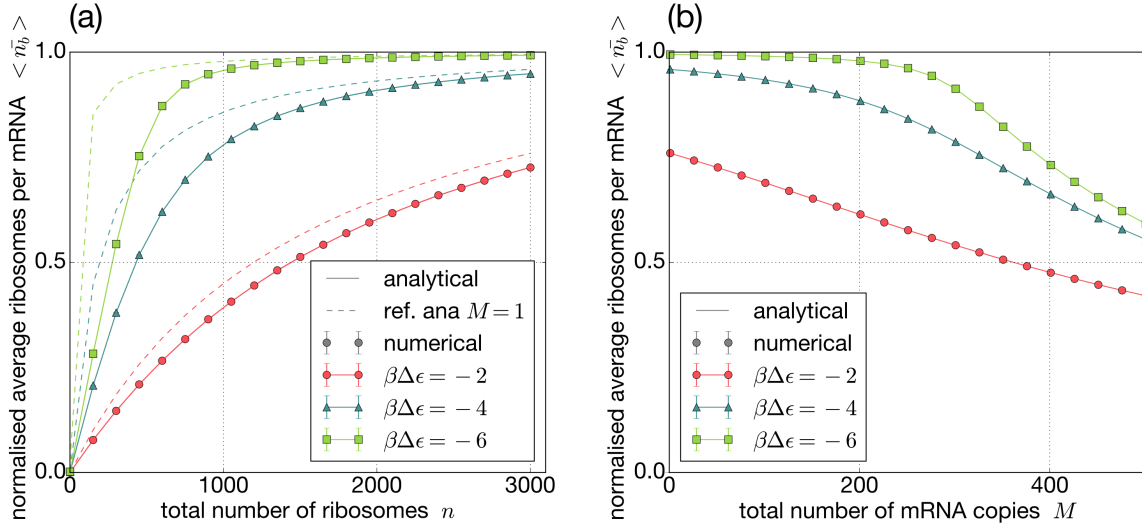 (a)
normalised average ribosomes per mRNA < n̄_b >
1.0
0.5
0.0
0 1000 2000 3000
total number of ribosomes n
analytical
ref. ana M = 1
numerical
βΔϵ = − 2
βΔϵ = − 4
βΔϵ = − 6
(b)
normalised average ribosomes per mRNA < n̄_b >
1.0
0.5
0.0
0 200 400
total number of mRNA copies M
analytical
numerical
βΔϵ = − 2
βΔϵ = − 4
βΔϵ = − 6